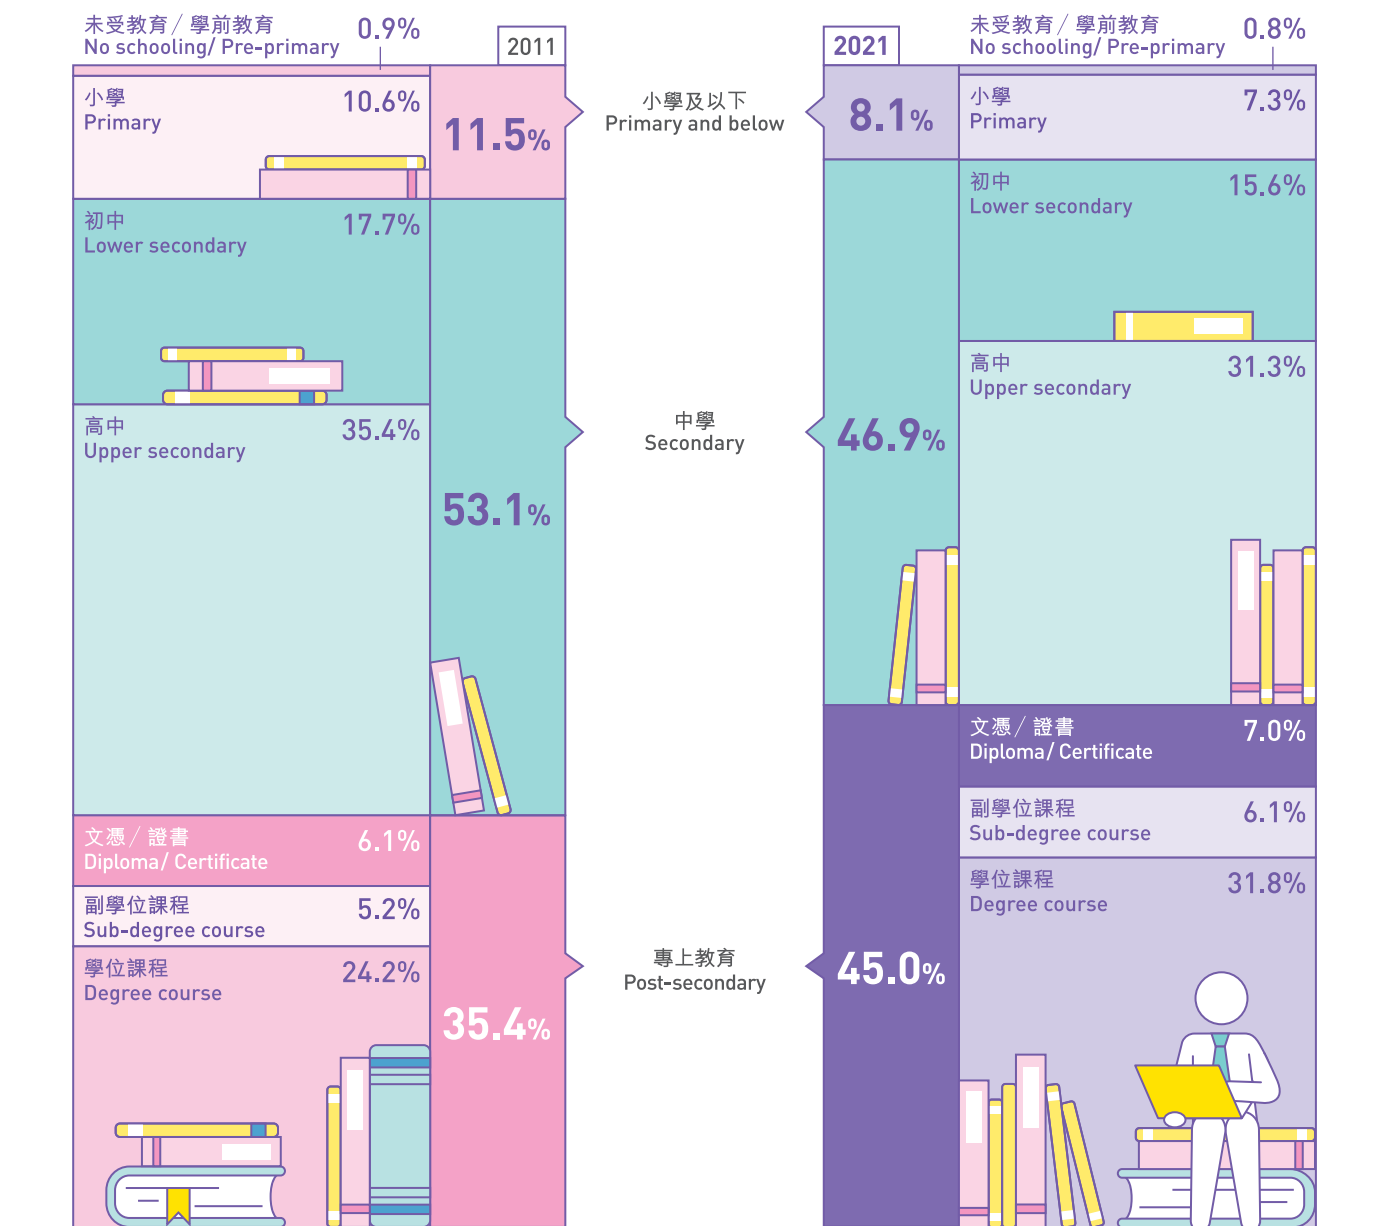 未受教育/ 學前教育
No schooling/ Pre-primary
0.9%
2011
小學
Primary
10.6%
11.5%
初中
Lower secondary
17.7%
高中
Upper secondary
35.4%
53.1%
文憑/ 證書
Diploma/ Certificate
6.1%
副學位課程
Sub-degree course
5.2%
學位課程
Degree course
24.2%
35.4%
小學及以下
Primary and below
中學
Secondary
專上教育
Post-secondary
2021
未受教育/ 學前教育
No schooling/ Pre-primary
0.8%
8.1%
小學
Primary
7.3%
46.9%
初中
Lower secondary
15.6%
高中
Upper secondary
31.3%
45.0%
文憑/ 證書
Diploma/ Certificate
7.0%
副學位課程
Sub-degree course
6.1%
學位課程
Degree course
31.8%